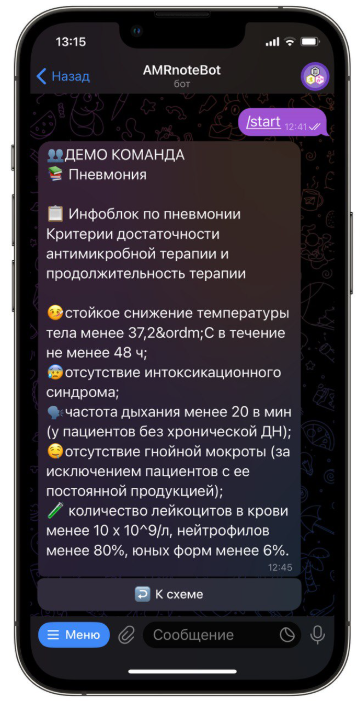 13:15
Назад
AMRnoteBot
бот
/start 12:41
👥ДЕМО КОМАНДА
📚 Пневмония
📋 Инфоблок по пневмонии
Критерии достаточности
антимикробной терапии и
продолжительность терапии
🤒стойкое снижение температуры
тела менее 37,2&ordm;C в течение
не менее 48 ч;
😰отсутствие интоксикационного
синдрома;
🗣частота дыхания менее 20 в мин
(у пациентов без хронической ДН);
🤤отсутствие гнойной мокроты (за
исключением пациентов с ее
постоянной продукцией);
🧪 количество лейкоцитов в крови
менее 10 x 10^9/л, нейтрофилов
менее 80%, юных форм менее 6%.
12:45
К схеме
Меню
Сообщение